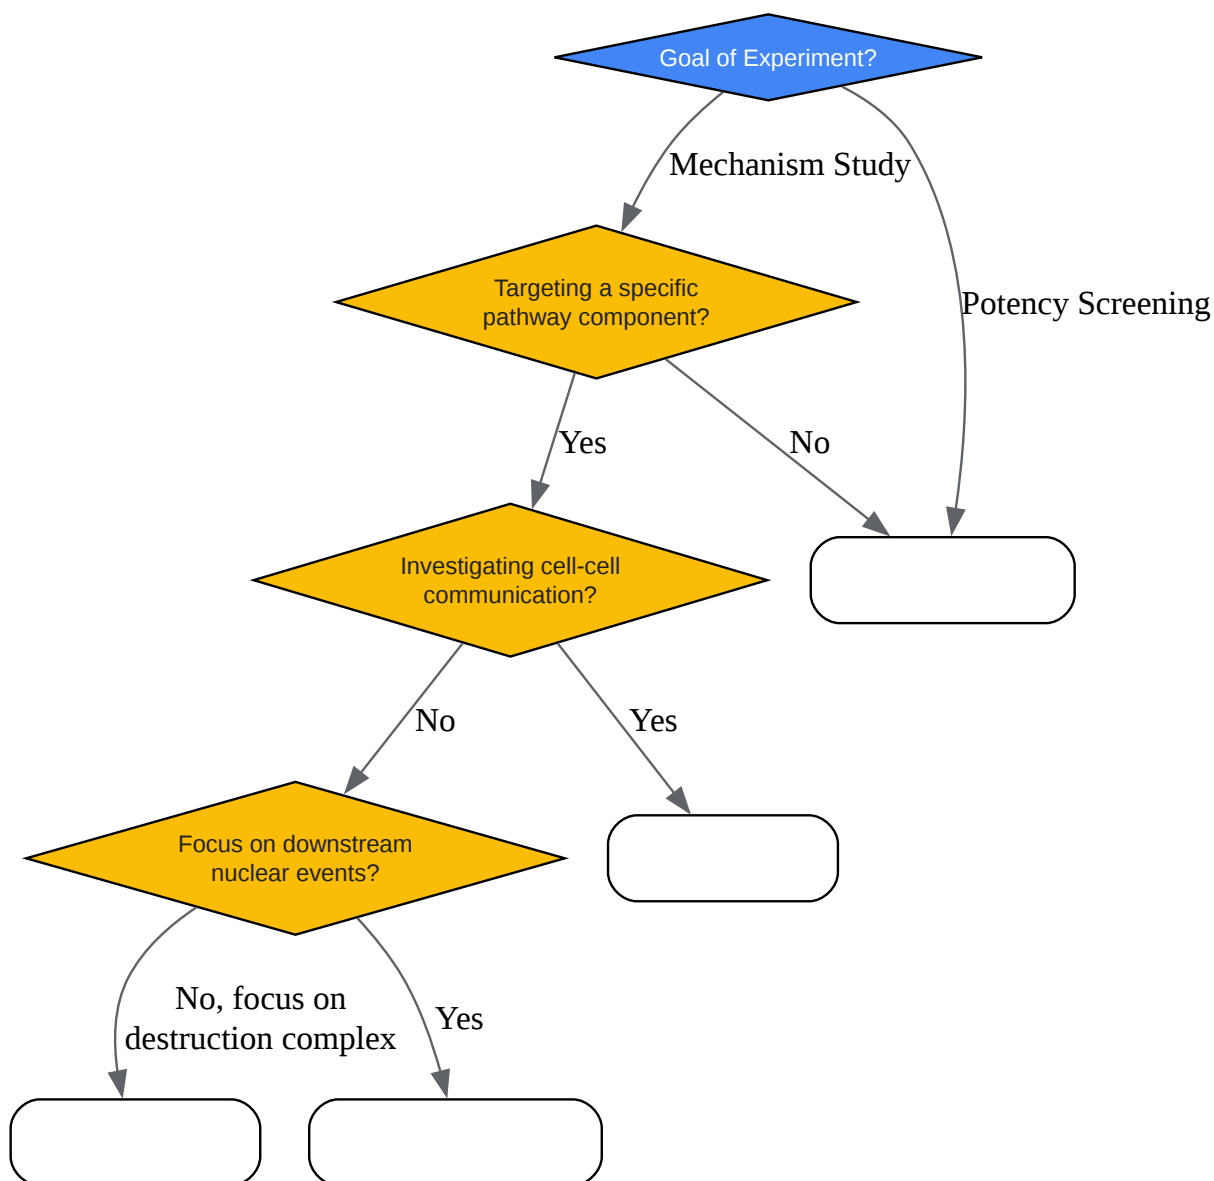 Goal of Experiment?
Mechanism Study
Targeting a specific
pathway component?
Potency Screening
Yes
No
Investigating cell-cell
communication?
No
Yes
Focus on downstream
nuclear events?
No, focus on
destruction complex
Yes